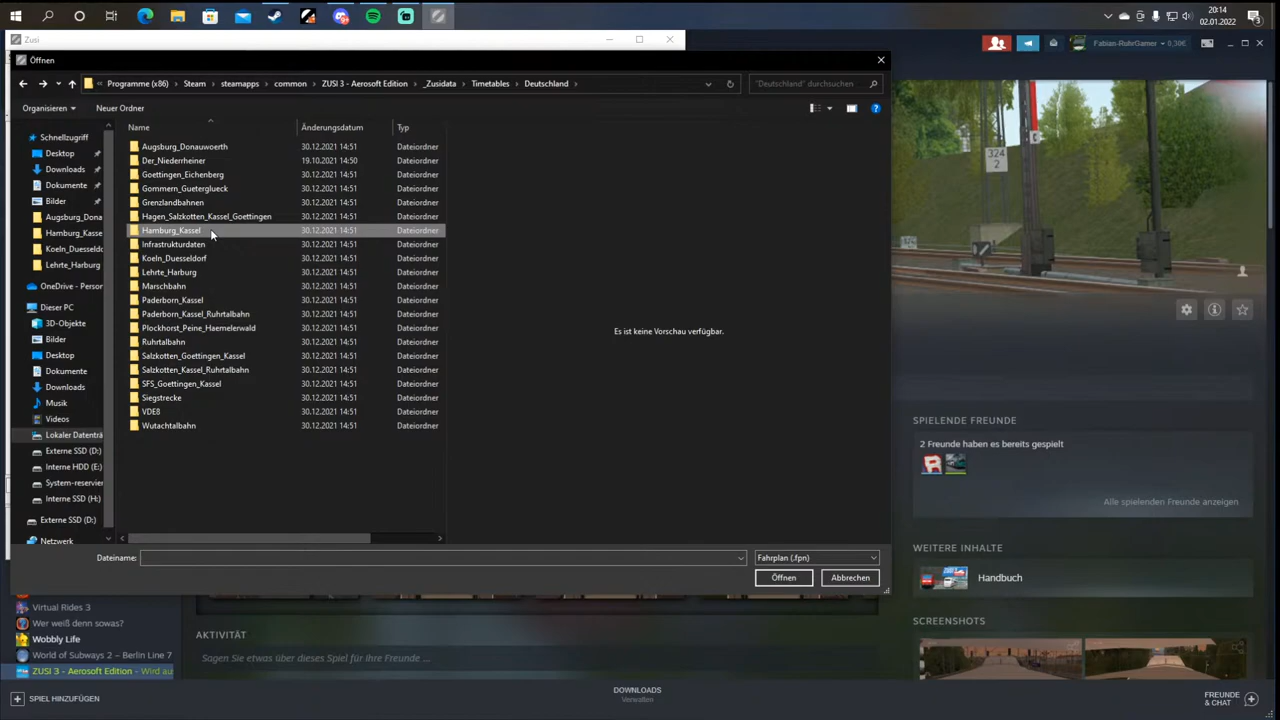 20:14
02.01.2022
3
Zusi
Fabian-RuhrGamer 0,30€
Öffnen
« Programme (x86) > Steam > steamapps > common > ZUSI 3 - Aerosoft Edition > _Zusidata > Timetables > Deutschland >
"Deutschland" durchsuchen
Organisieren
Neuer Ordner
Name
Änderungsdatum
Typ
Schnellzugriff
Desktop
Downloads
Dokumente
Bilder
Augsburg_Dona
Hamburg_Kasse
Koeln_Duesseldo
Lehrte_Harburg
OneDrive - Person
Dieser PC
3D-Objekte
Bilder
Desktop
Dokumente
Downloads
Musik
Videos
Lokaler Datenträ
Externe SSD (D:)
Interne HDD (E:)
System-reservier
Interne SSD (H:)
Externe SSD (D:)
Netzwerk
Augsburg_Donauwoerth 30.12.2021 14:51 Dateiordner
Der_Niederrheiner 19.10.2021 14:50 Dateiordner
Goettingen_Eichenberg 30.12.2021 14:51 Dateiordner
Gommern_Gueterglueck 30.12.2021 14:51 Dateiordner
Grenzlandbahnen 30.12.2021 14:51 Dateiordner
Hagen_Salzkotten_Kassel_Goettingen 30.12.2021 14:51 Dateiordner
Hamburg_Kassel 30.12.2021 14:51 Dateiordner
Infrastrukturdaten 30.12.2021 14:51 Dateiordner
Koeln_Duesseldorf 30.12.2021 14:51 Dateiordner
Lehrte_Harburg 30.12.2021 14:51 Dateiordner
Marschbahn 30.12.2021 14:51 Dateiordner
Paderborn_Kassel 30.12.2021 14:51 Dateiordner
Paderborn_Kassel_Ruhrtalbahn 30.12.2021 14:51 Dateiordner
Plockhorst_Peine_Haemelerwald 30.12.2021 14:51 Dateiordner
Ruhrtalbahn 30.12.2021 14:51 Dateiordner
Salzkotten_Goettingen_Kassel 30.12.2021 14:51 Dateiordner
Salzkotten_Kassel_Ruhrtalbahn 30.12.2021 14:51 Dateiordner
SFS_Goettingen_Kassel 30.12.2021 14:51 Dateiordner
Siegstrecke 30.12.2021 14:51 Dateiordner
VDE8 30.12.2021 14:51 Dateiordner
Wutachtalbahn 30.12.2021 14:51 Dateiordner
Es ist keine Vorschau verfügbar.
Dateiname:
Fahrplan (.fpn)
Öffnen
Abbrechen
324
2
324
SPIELENDE FREUNDE
2 Freunde haben es bereits gespielt
Alle spielenden Freunde anzeigen
WEITERE INHALTE
Handbuch
SCREENSHOTS
Virtual Rides 3
Wer weiß denn sowas?
Wobbly Life
World of Subways 2 – Berlin Line 7
ZUSI 3 - Aerosoft Edition - Wird aus
AKTIVITÄT
Sagen Sie etwas über dieses Spiel für Ihre Freunde ...
SPIEL HINZUFÜGEN
DOWNLOADS
Verwalten
FREUNDE
& CHAT